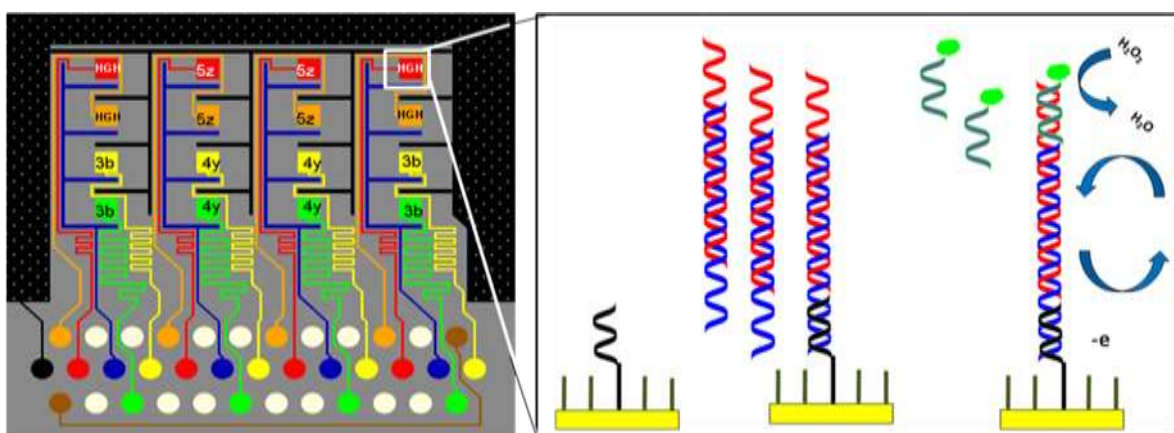 HGH 5z 5z HGH
HGH 5z 5z HGH
3b 4y 4y 3b
3b 4y 4y 3b
H₂O₂
H₂O
-e